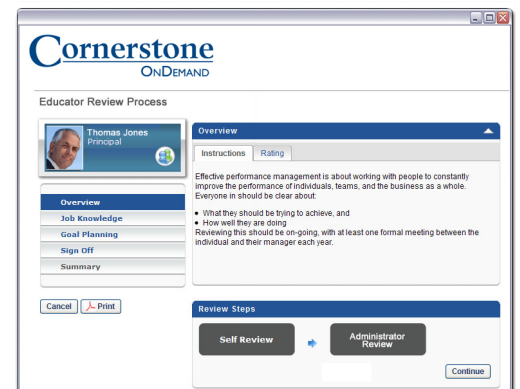 Cornerstone
OnDemand
Educator Review Process
Thomas Jones
Principal
Overview
Job Knowledge
Goal Planning
Sign Off
Summary
Cancel
Print
Overview
Instructions
Rating
Effective performance management is about working with people to constantly
improve the performance of individuals, teams, and the business as a whole.
Everyone in should be clear about:
• What they should be trying to achieve, and
• How well they are doing
Reviewing this should be on-going, with at least one formal meeting between the
individual and their manager each year.
Review Steps
Self Review
Administrator
Review
Continue